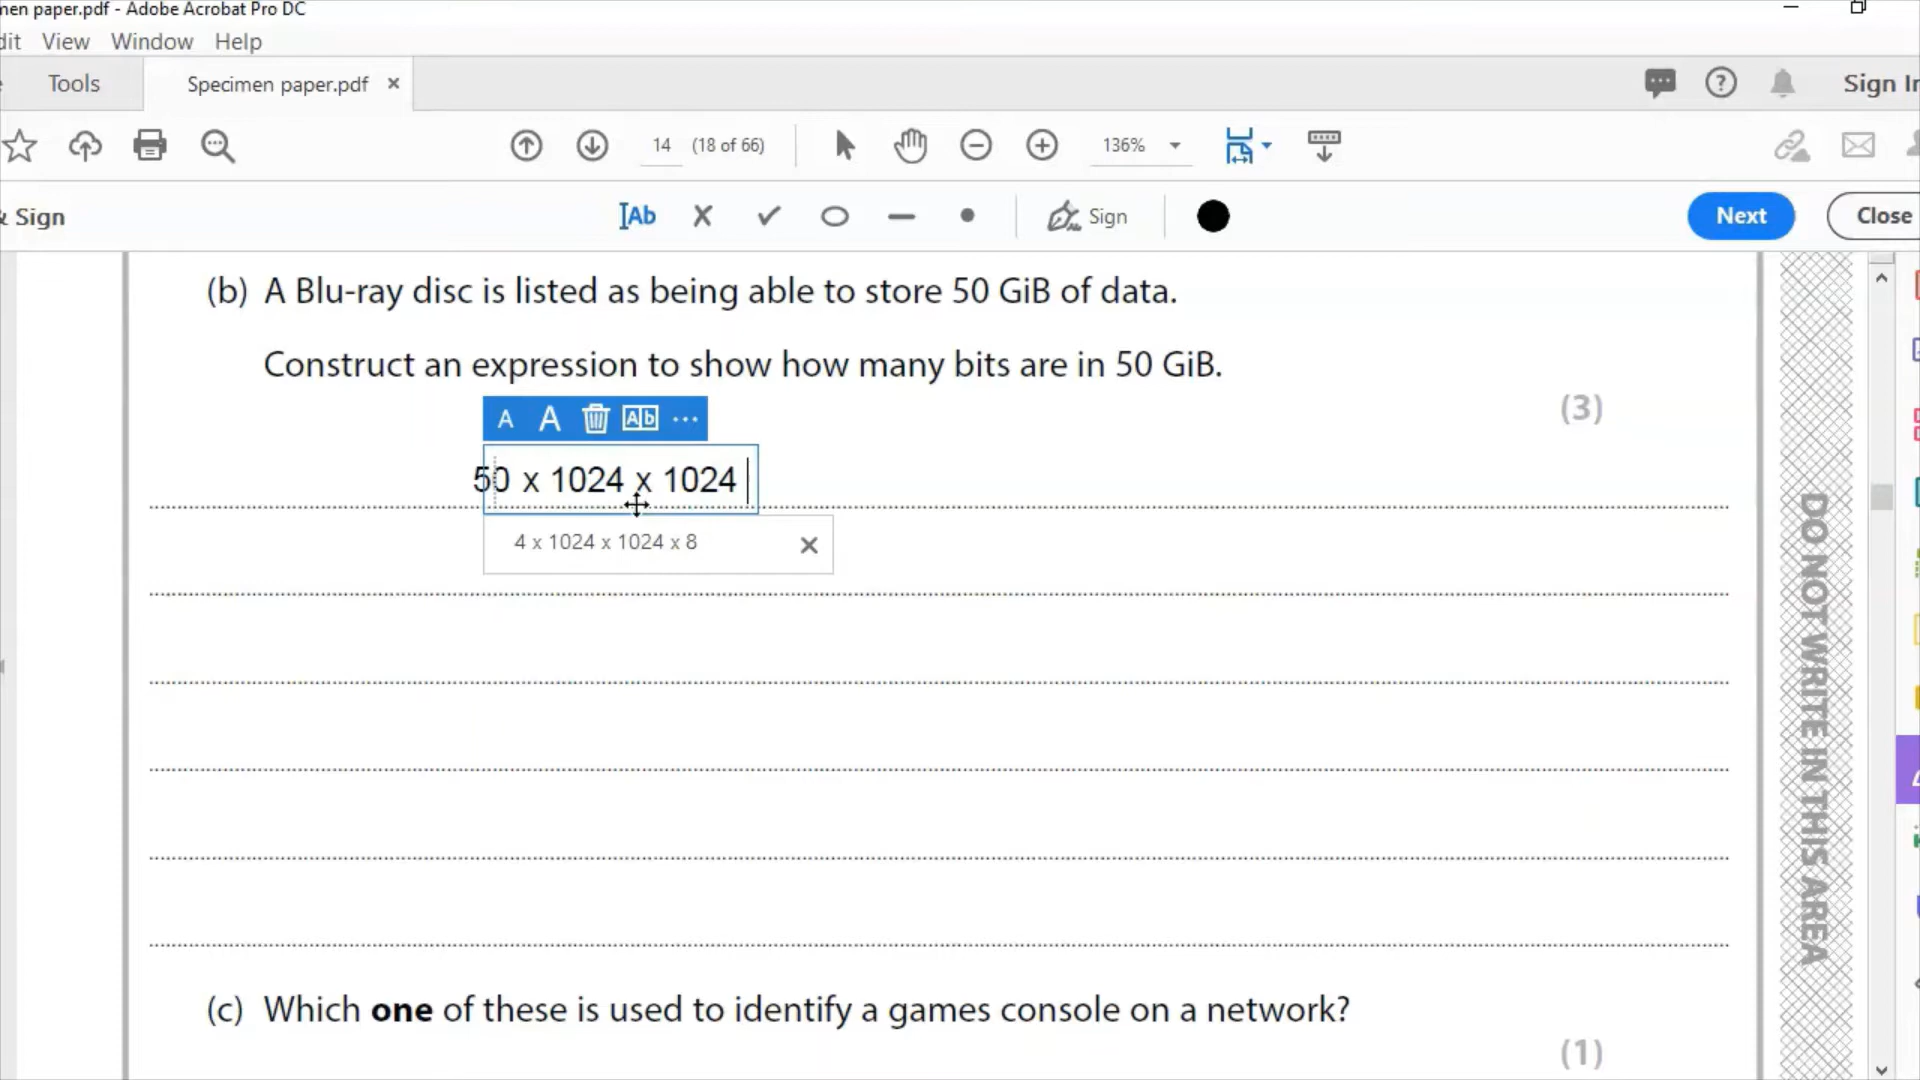 men paper.pdf - Adobe Acrobat Pro DC
dit View Window Help
Tools Specimen paper.pdf × Sign In
14 (18 of 66) 136%
& Sign Ab Sign Next Close
(b) A Blu-ray disc is listed as being able to store 50 GiB of data.
Construct an expression to show how many bits are in 50 GiB.
(3)
A A Ab ...
50 x 1024 x 1024
4 x 1024 x 1024 x 8
DO NOT WRITE IN THIS AREA
(c) Which one of these is used to identify a games console on a network?
(1)